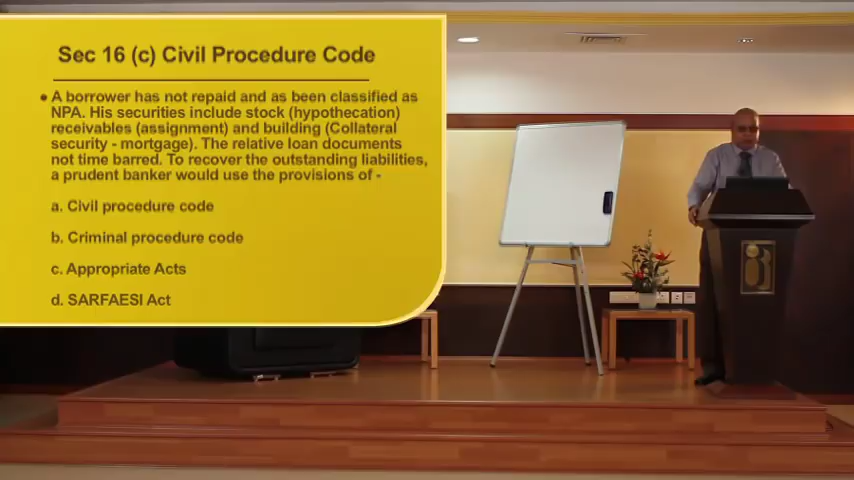 Sec 16 (c) Civil Procedure Code
• A borrower has not repaid and as been classified as
NPA. His securities include stock (hypothecation)
receivables (assignment) and building (Collateral
security - mortgage). The relative loan documents
not time barred. To recover the outstanding liabilities,
a prudent banker would use the provisions of -
a. Civil procedure code
b. Criminal procedure code
c. Appropriate Acts
d. SARFAESI Act